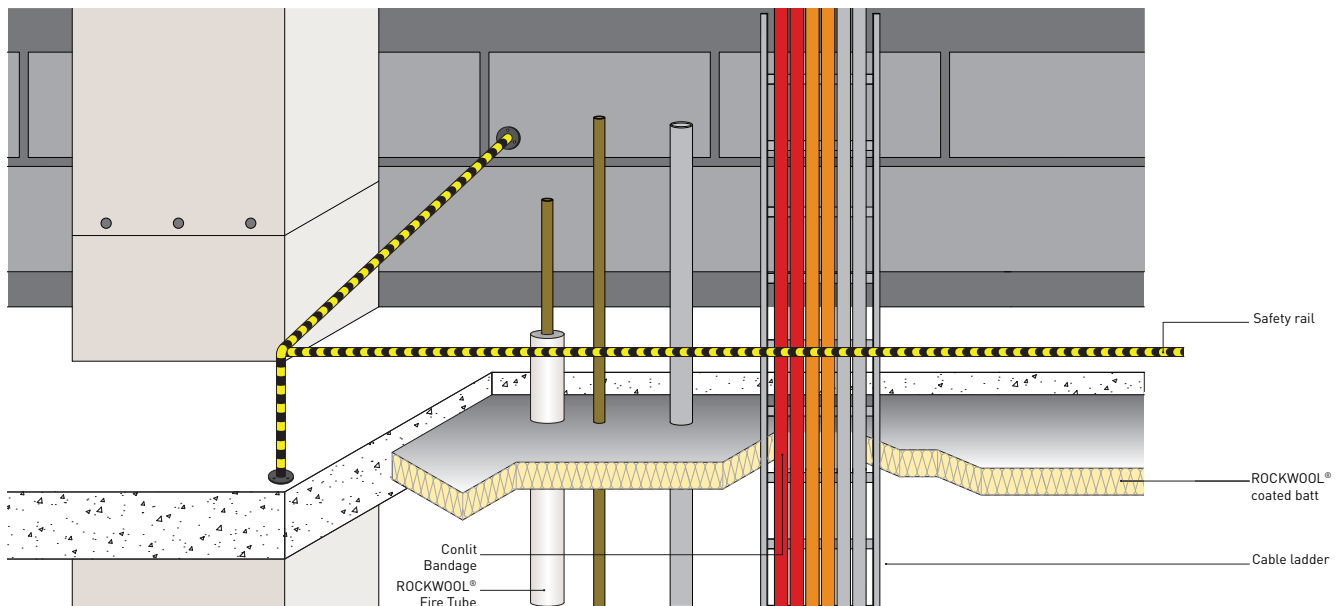 Safety rail
ROCKWOOL®
coated batt
Conlit
Bandage
Cable ladder
ROCKWOOL®
Fire Tube